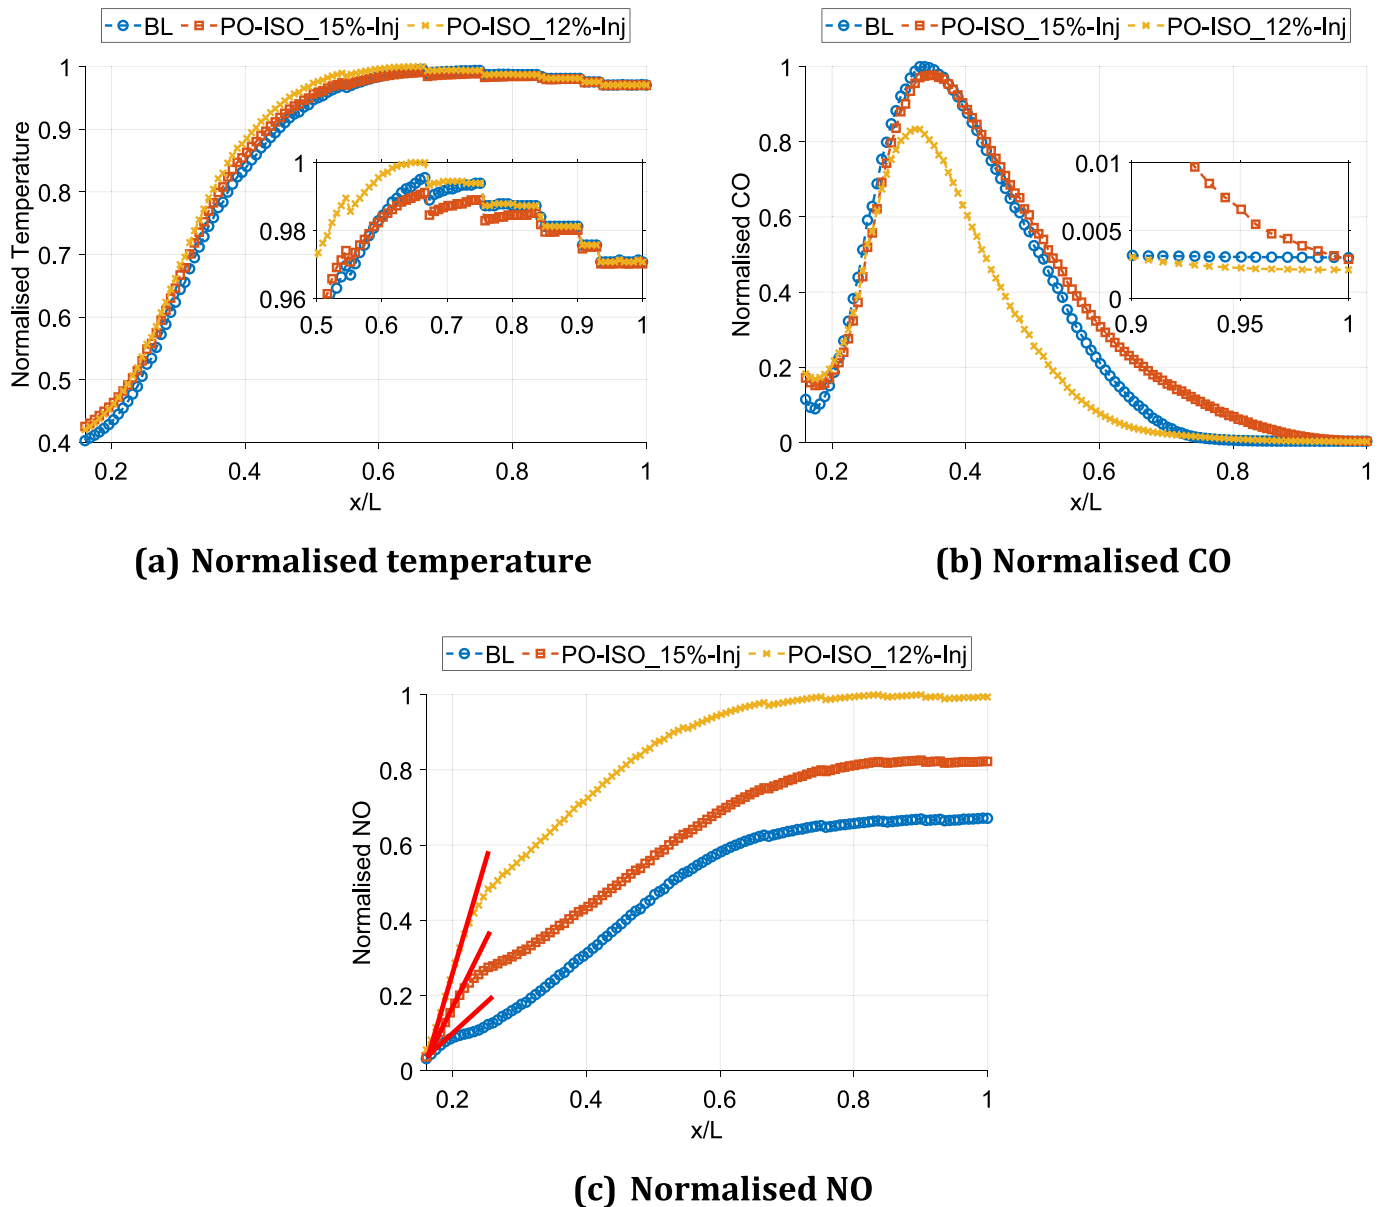 BL PO-ISO_15%-Inj PO-ISO_12%-Inj
Normalised Temperature
1
0.9
0.8
0.7
0.6
0.5
0.4
0.2 0.4 0.6 0.8 1
x/L
1
0.98
0.96
0.5 0.6 0.7 0.8 0.9 1
(a) Normalised temperature
BL PO-ISO_15%-Inj PO-ISO_12%-Inj
Normalised CO
1
0.8
0.6
0.4
0.2
0
0.2 0.4 0.6 0.8 1
x/L
0.01
0.005
0
0.9 0.95 1
(b) Normalised CO
BL PO-ISO_15%-Inj PO-ISO_12%-Inj
Normalised NO
1
0.8
0.6
0.4
0.2
0
0.2 0.4 0.6 0.8 1
x/L
(c) Normalised NO